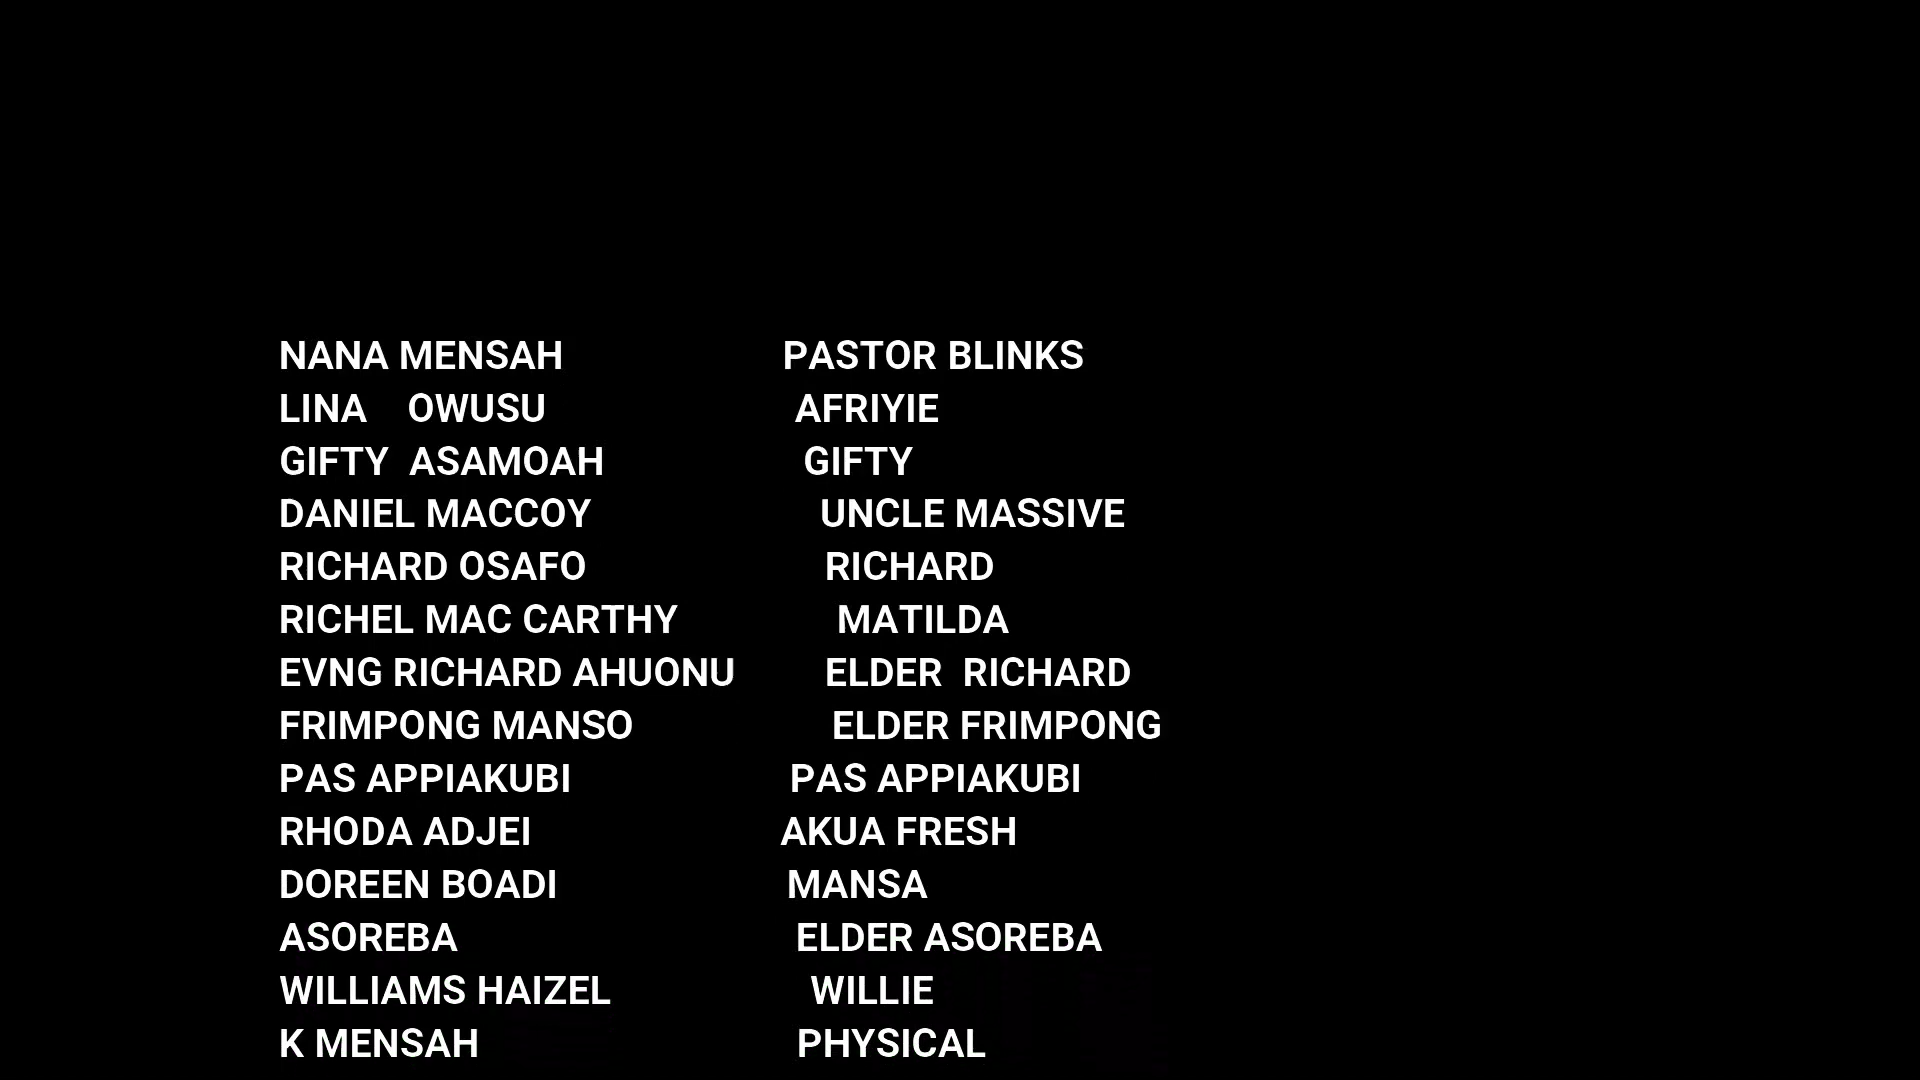 NANA MENSAH PASTOR BLINKS
LINA OWUSU AFRIYIE
GIFTY ASAMOAH GIFTY
DANIEL MACCOY UNCLE MASSIVE
RICHARD OSAFO RICHARD
RICHEL MAC CARTHY MATILDA
EVNG RICHARD AHUONU ELDER RICHARD
FRIMPONG MANSO ELDER FRIMPONG
PAS APPIAKUBI PAS APPIAKUBI
RHODA ADJEI AKUA FRESH
DOREEN BOADI MANSA
ASOREBA ELDER ASOREBA
WILLIAMS HAIZEL WILLIE
K MENSAH PHYSICAL